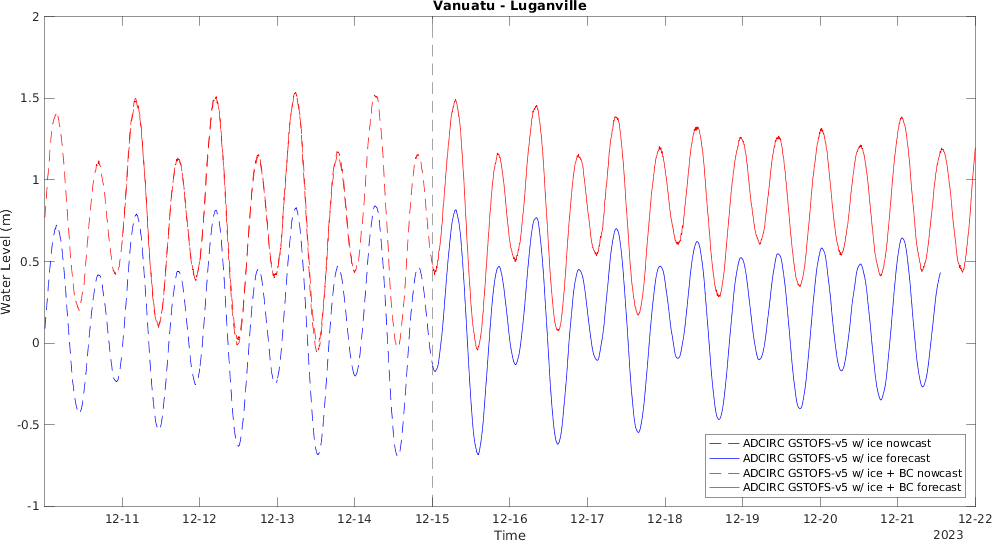 Vanuatu - Luganville
2
1.5
1
0.5
0
-0.5
-1
Water Level (m)
ADCIRC GSTOFS-v5 w/ ice nowcast
ADCIRC GSTOFS-v5 w/ ice forecast
ADCIRC GSTOFS-v5 w/ ice + BC nowcast
ADCIRC GSTOFS-v5 w/ ice + BC forecast
12-11 12-12 12-13 12-14 12-15 12-16 12-17 12-18 12-19 12-20 12-21 12-22
Time
2023